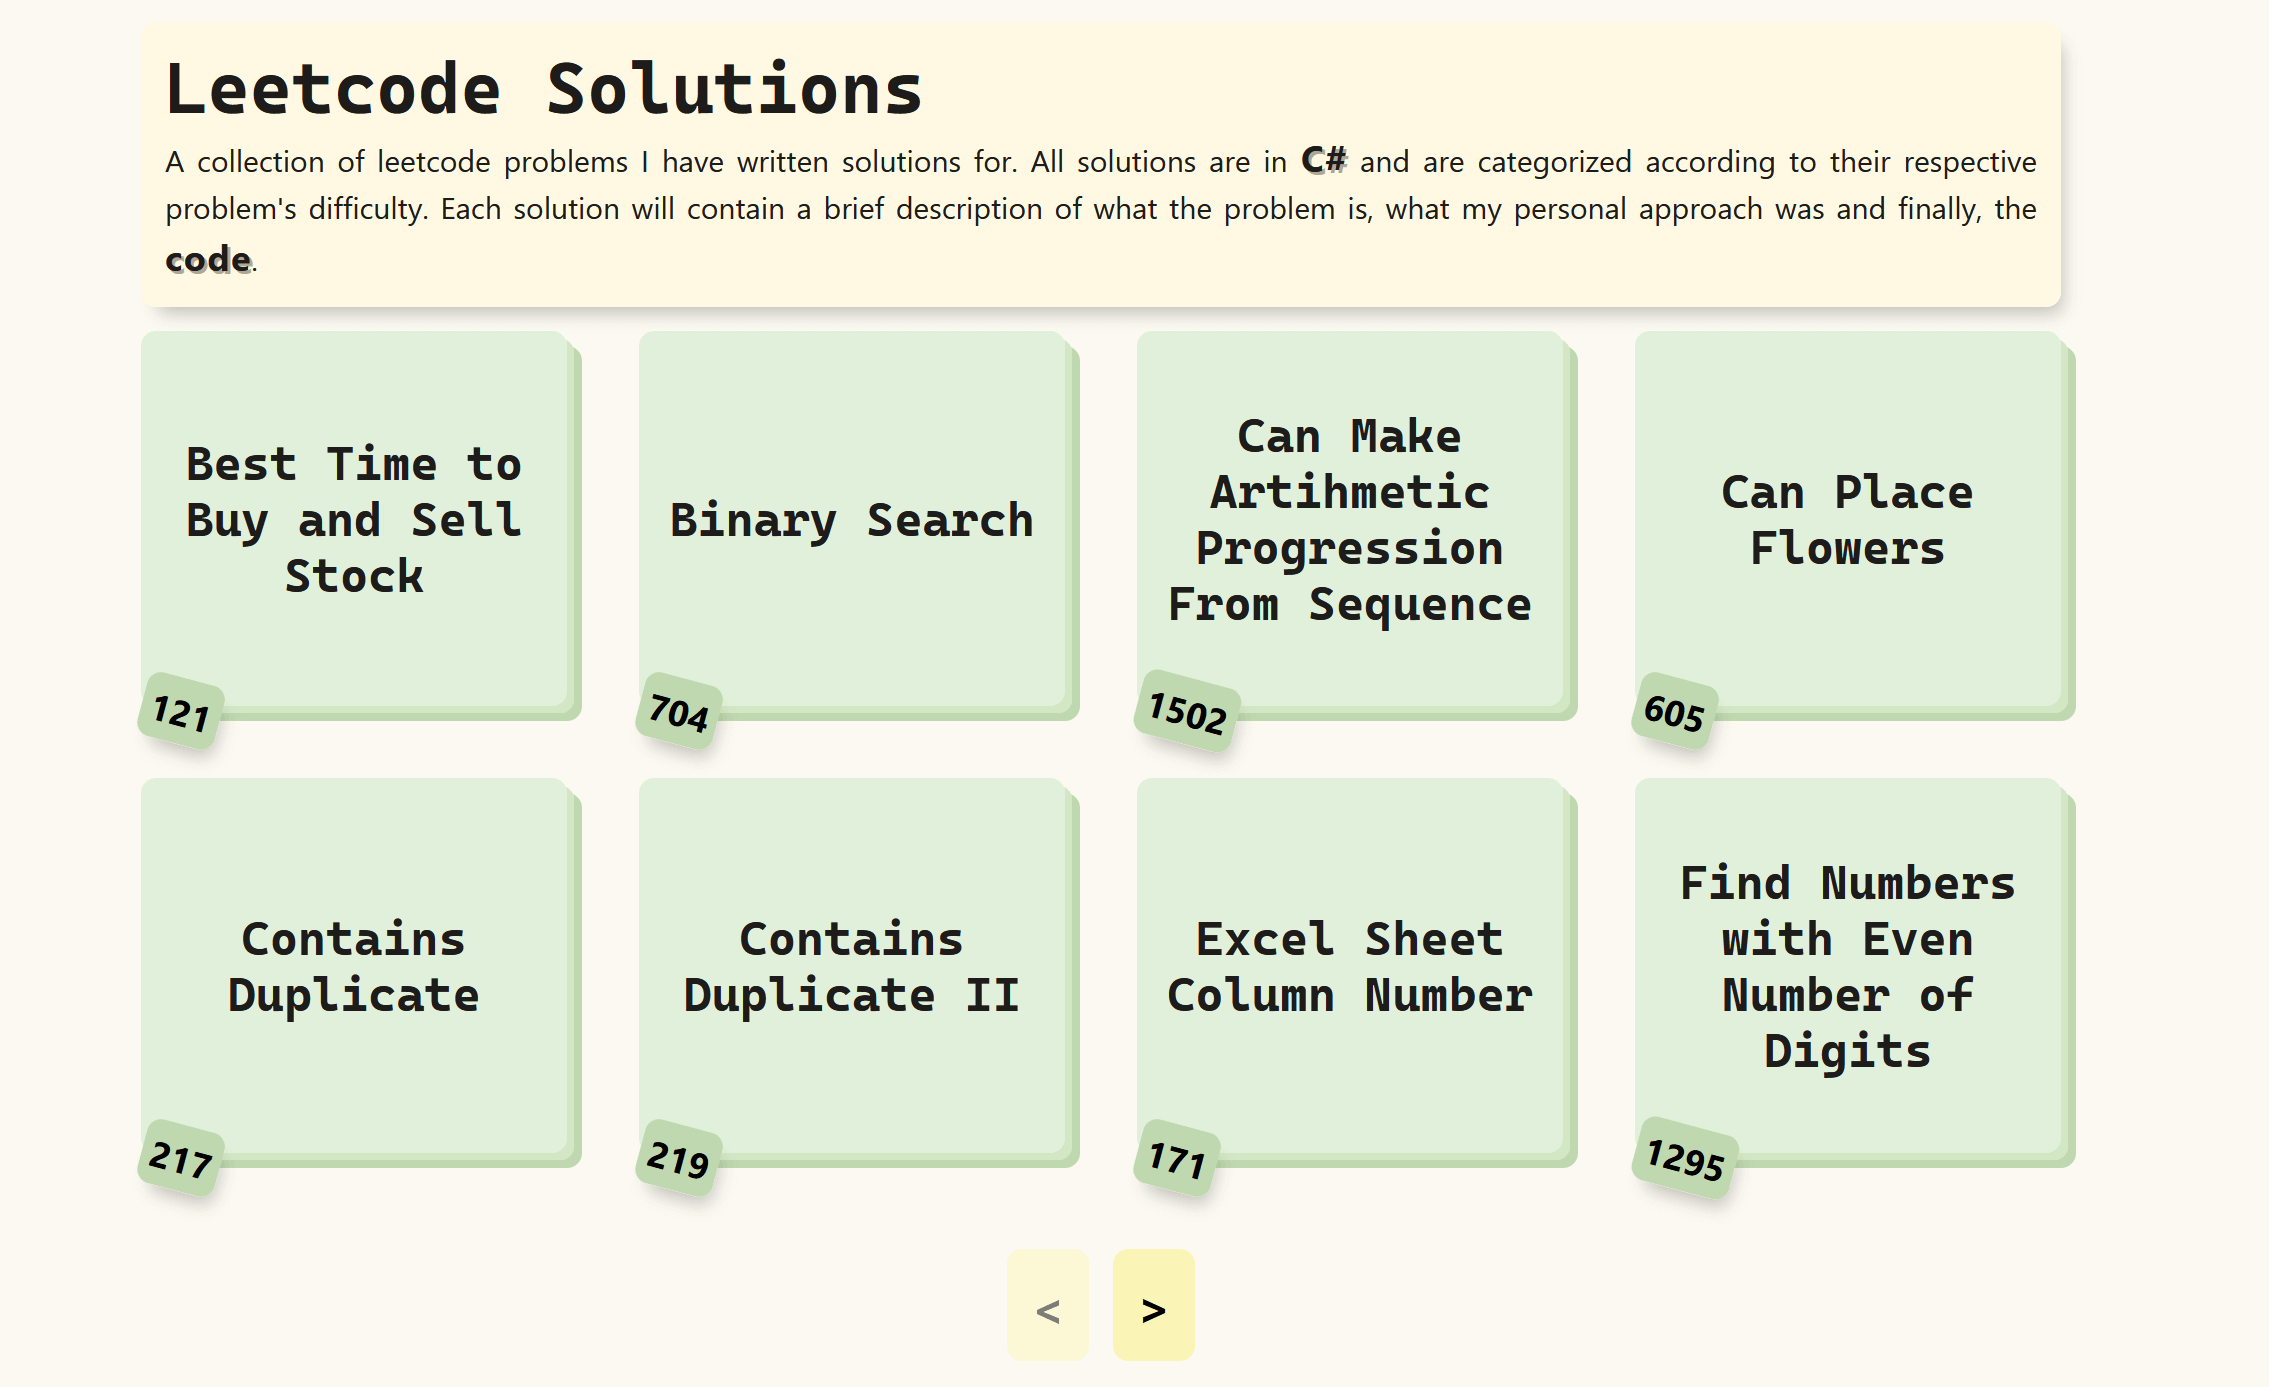 Leetcode Solutions
A collection of leetcode problems I have written solutions for. All solutions are in C# and are categorized according to their respective
problem's difficulty. Each solution will contain a brief description of what the problem is, what my personal approach was and finally, the
code.
Best Time to
Buy and Sell
Stock
121
Binary Search
704
Can Make
Artihmetic
Progression
From Sequence
1502
Can Place
Flowers
605
Contains
Duplicate
217
Contains
Duplicate II
219
Excel Sheet
Column Number
171
Find Numbers
with Even
Number of
Digits
1295
< >